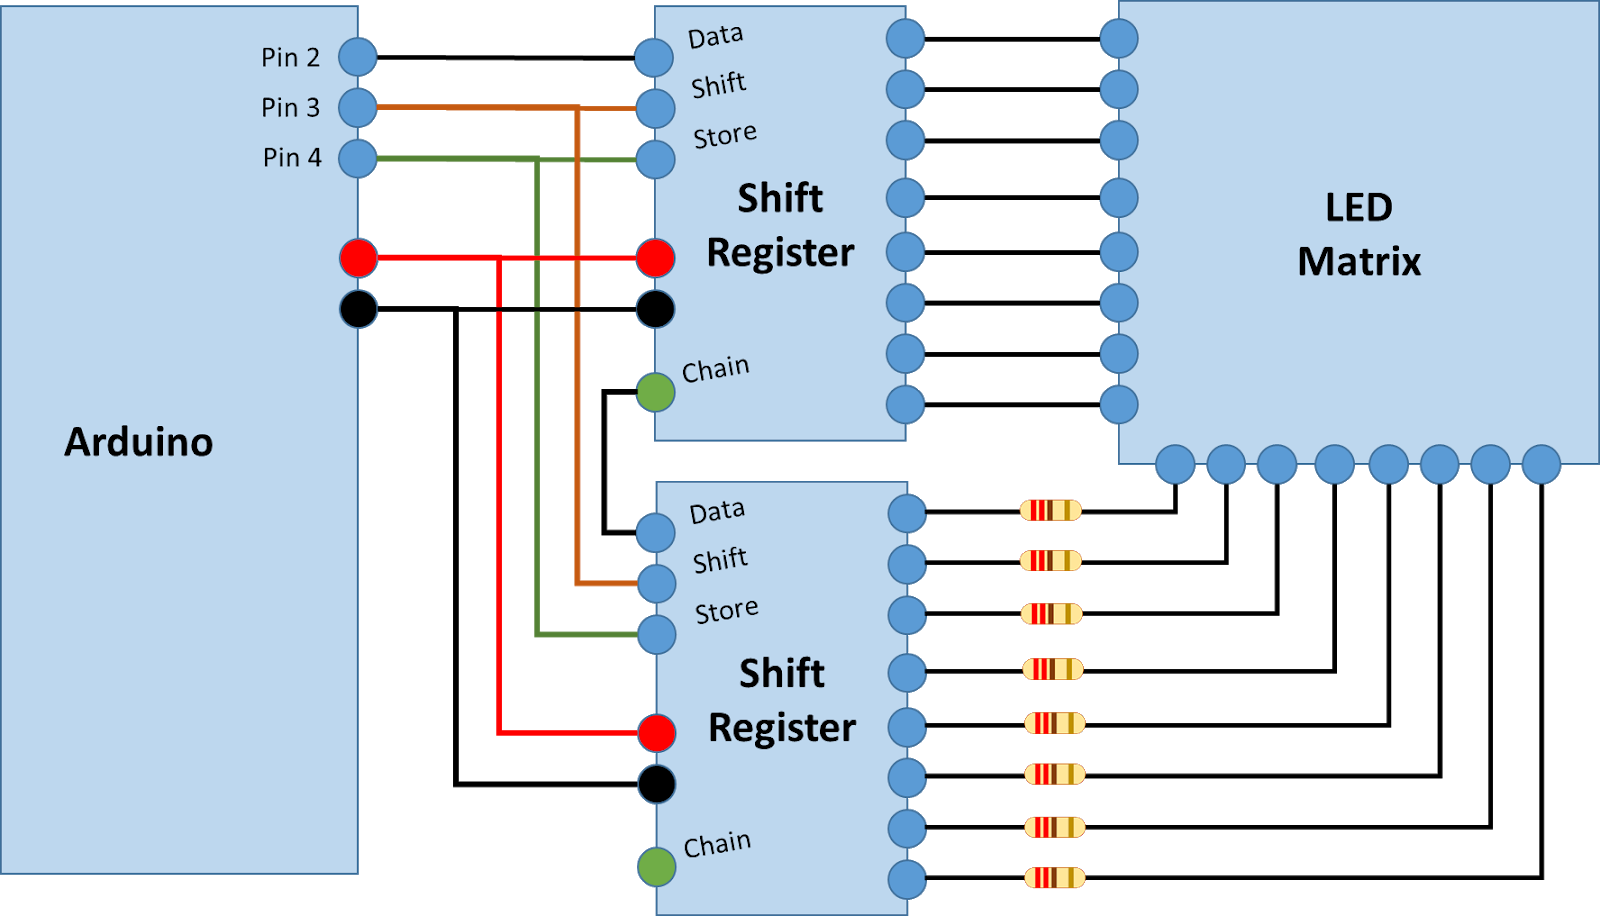 Pin 2
Pin 3
Pin 4
Arduino
Data
Shift
Store
Shift
Register
Chain
LED
Matrix
Data
Shift
Store
Shift
Register
Chain